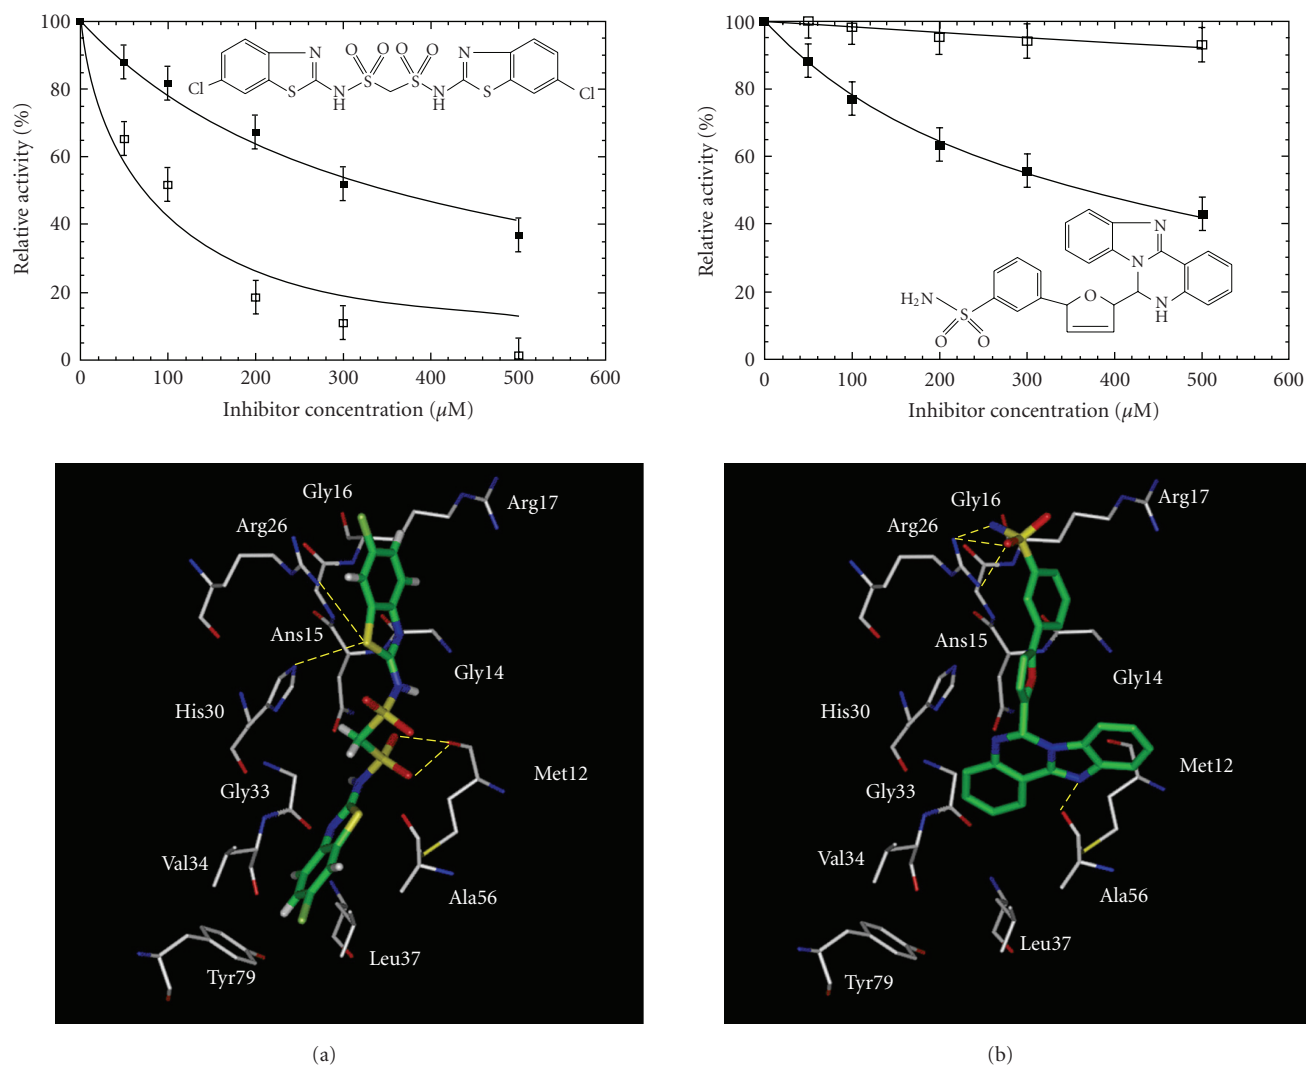 100
80
60
40
20
0
Relative activity (%)
0 100 200 300 400 500 600
Inhibitor concentration (µM)
Cl
S
N
N
H
O O
S
O O
S
N
H
N
S
Cl
100
80
60
40
20
0
Relative activity (%)
0 100 200 300 400 500 600
Inhibitor concentration (µM)
N
N
N
H
O
H2N
S
O
O
Gly16
Arg17
Arg26
Ans15
Gly14
His30
Met12
Gly33
Val34
Ala56
Leu37
Tyr79
(a)
Gly16
Arg17
Arg26
Ans15
Gly14
His30
Met12
Gly33
Val34
Ala56
Leu37
Tyr79
(b)